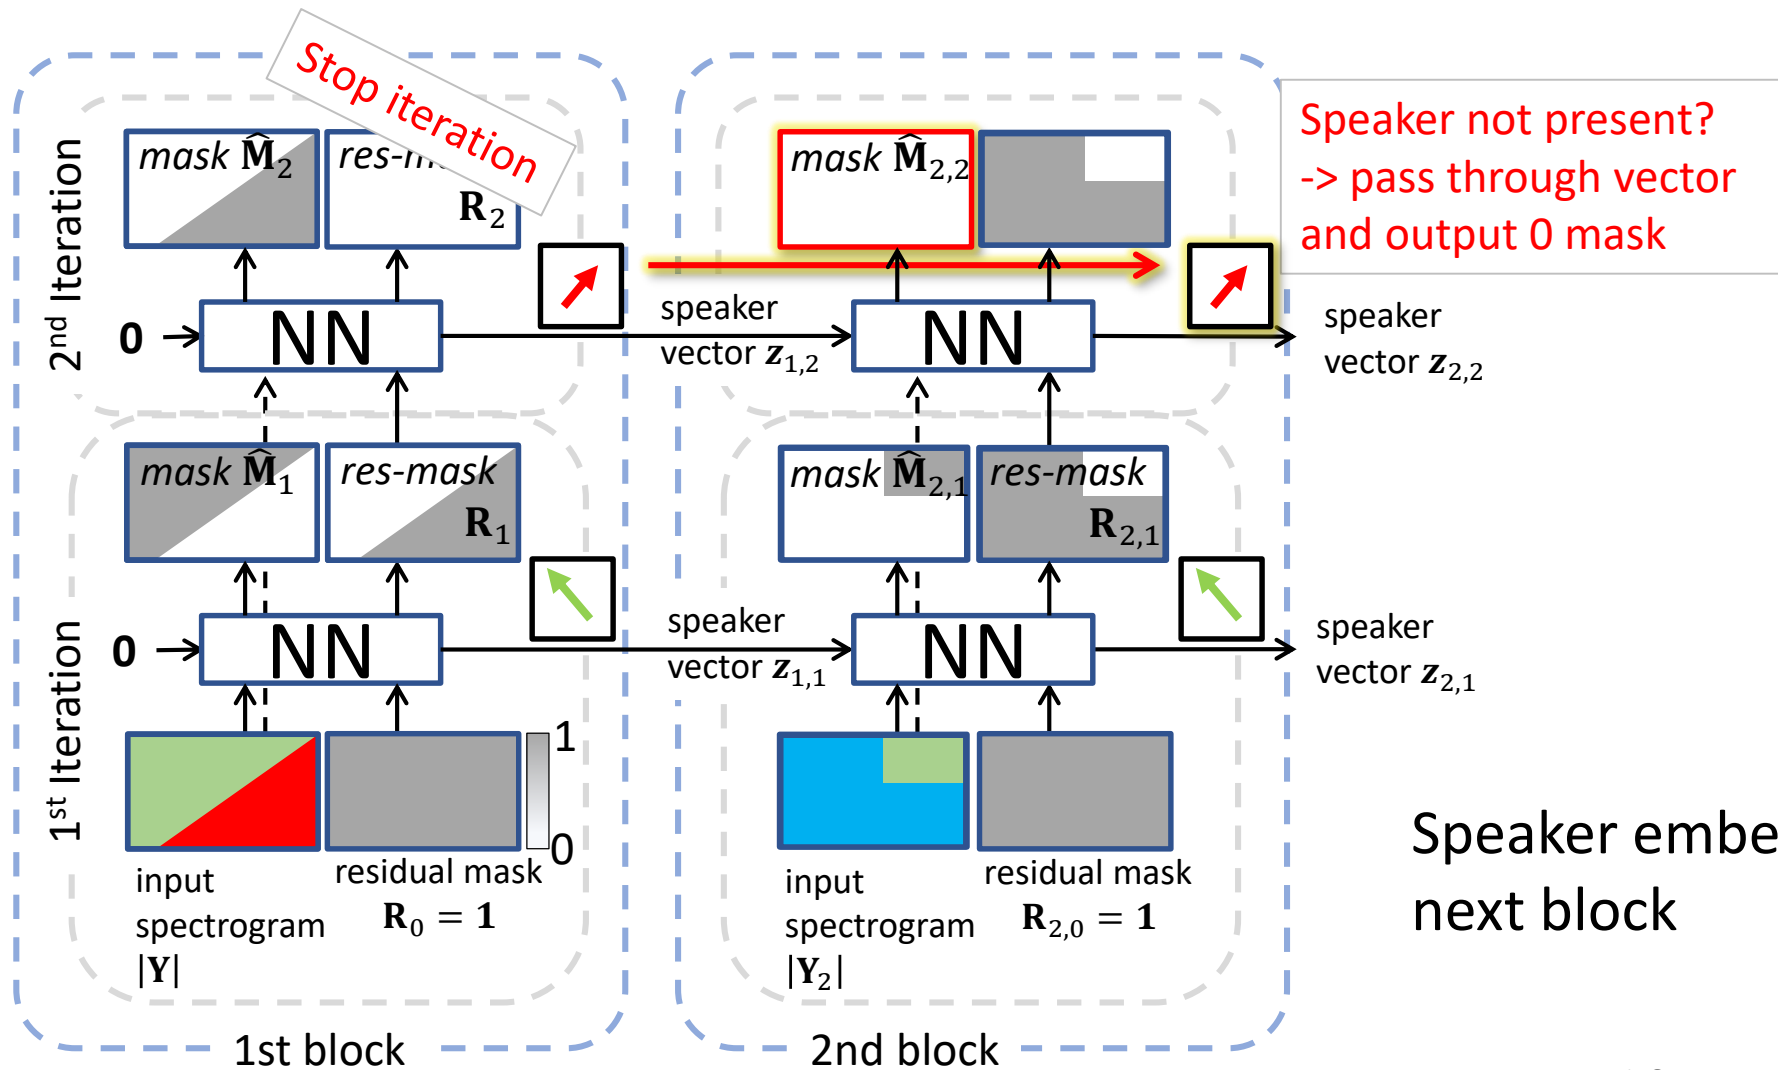 Stop iteration
2nd Iteration
mask M̂2
res-m
R2
0
NN
speaker
vector z1,2
mask M̂2,2
NN
Speaker not present?
-> pass through vector
and output 0 mask
speaker
vector z2,2
1st Iteration
mask M̂1
res-mask
R1
0
NN
speaker
vector z1,1
mask M̂2,1
res-mask
R2,1
NN
speaker
vector z2,1
1
0
input
spectrogram
|Y|
residual mask
R0 = 1
input
spectrogram
|Y2|
residual mask
R2,0 = 1
Speaker embe
next block
1st block
2nd block